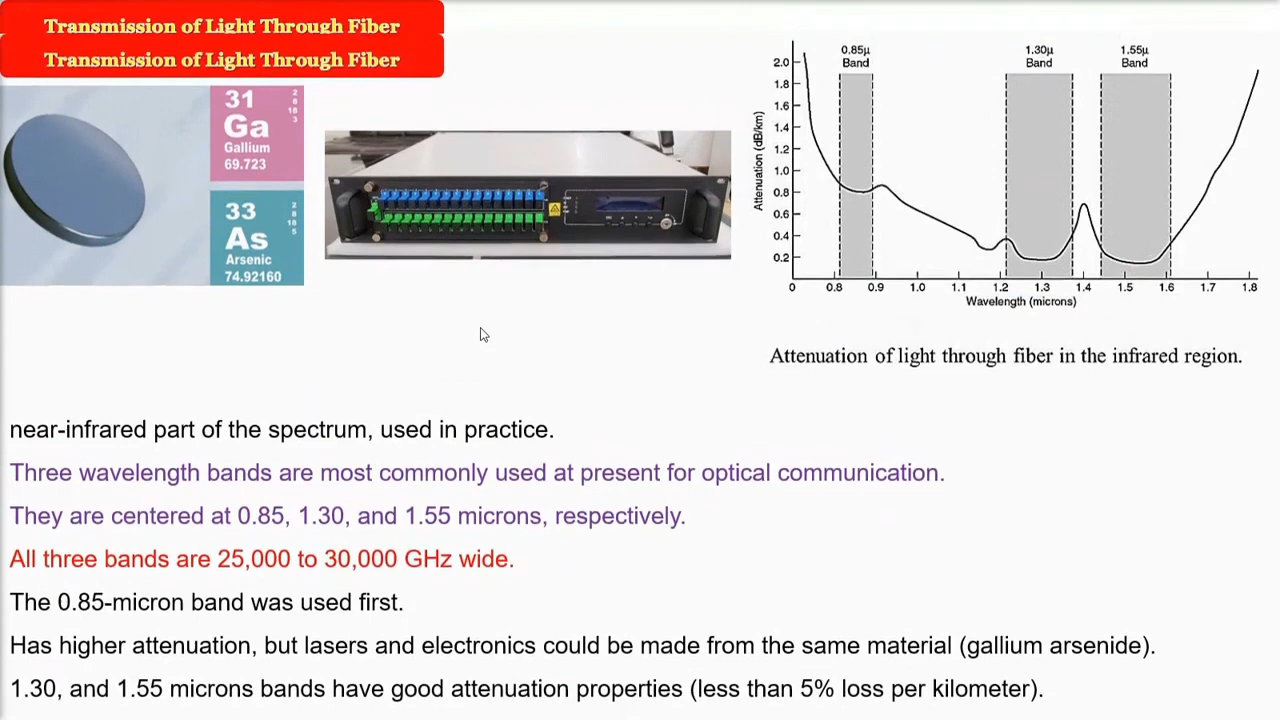 Transmission of Light Through Fiber
Transmission of Light Through Fiber
31
2
8
18
3
Ga
Gallium
69.723
33
2
8
18
5
As
Arsenic
74.92160
0.85μ
Band
1.30μ
Band
1.55μ
Band
Attenuation (dB/km)
2.0
1.8
1.6
1.4
1.2
1.0
0.8
0.6
0.4
0.2
0 0.8 0.9 1.0 1.1 1.2 1.3 1.4 1.5 1.6 1.7 1.8
Wavelength (microns)
Attenuation of light through fiber in the infrared region.
near-infrared part of the spectrum, used in practice.
Three wavelength bands are most commonly used at present for optical communication.
They are centered at 0.85, 1.30, and 1.55 microns, respectively.
All three bands are 25,000 to 30,000 GHz wide.
The 0.85-micron band was used first.
Has higher attenuation, but lasers and electronics could be made from the same material (gallium arsenide).
1.30, and 1.55 microns bands have good attenuation properties (less than 5% loss per kilometer).